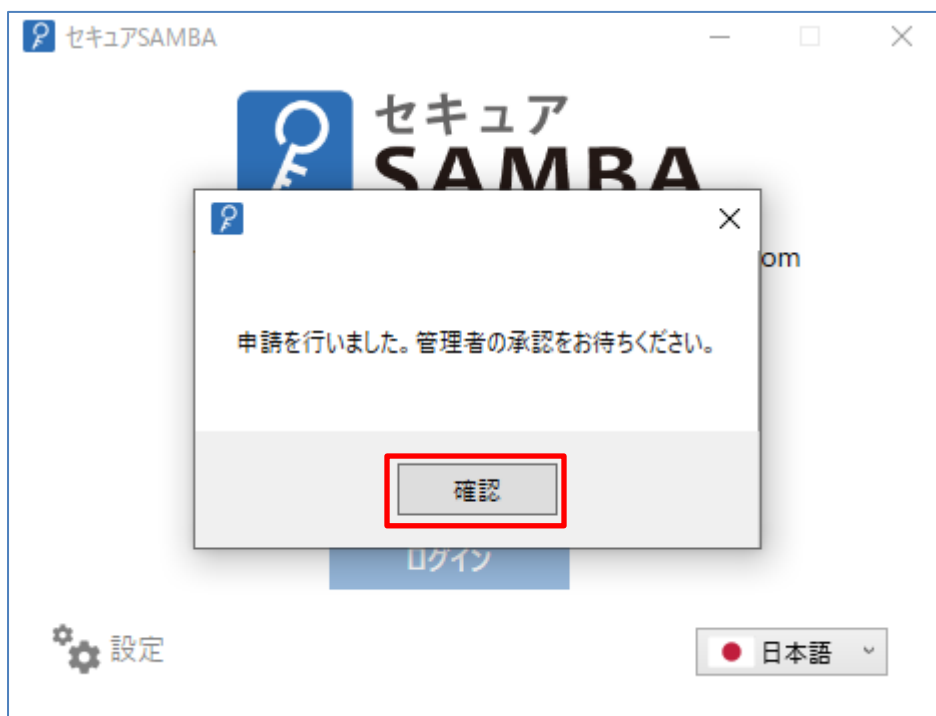 セキュアSAMBA
セキュア
SAMBA
om
申請を行いました。管理者の承認をお待ちください。
確認
ログイン
設定
日本語